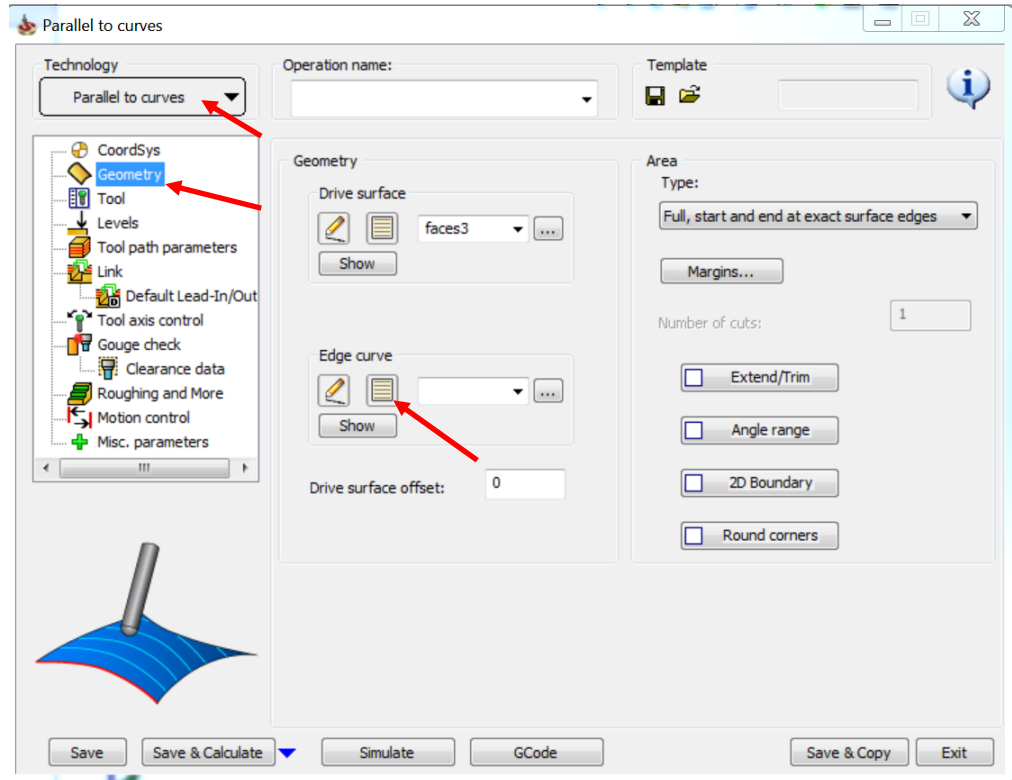 Parallel to curves
Technology
Parallel to curves
Operation name:
Template
CoordSys
Geometry
Tool
Levels
Tool path parameters
Link
Default Lead-In/Out
Tool axis control
Gouge check
Clearance data
Roughing and More
Motion control
Misc. parameters
Geometry
Drive surface
faces3
...
Show
Edge curve
...
Show
Drive surface offset:
0
Area
Type:
Full, start and end at exact surface edges
Margins...
Number of cuts:
1
Extend/Trim
Angle range
2D Boundary
Round corners
Save
Save & Calculate
Simulate
GCode
Save & Copy
Exit